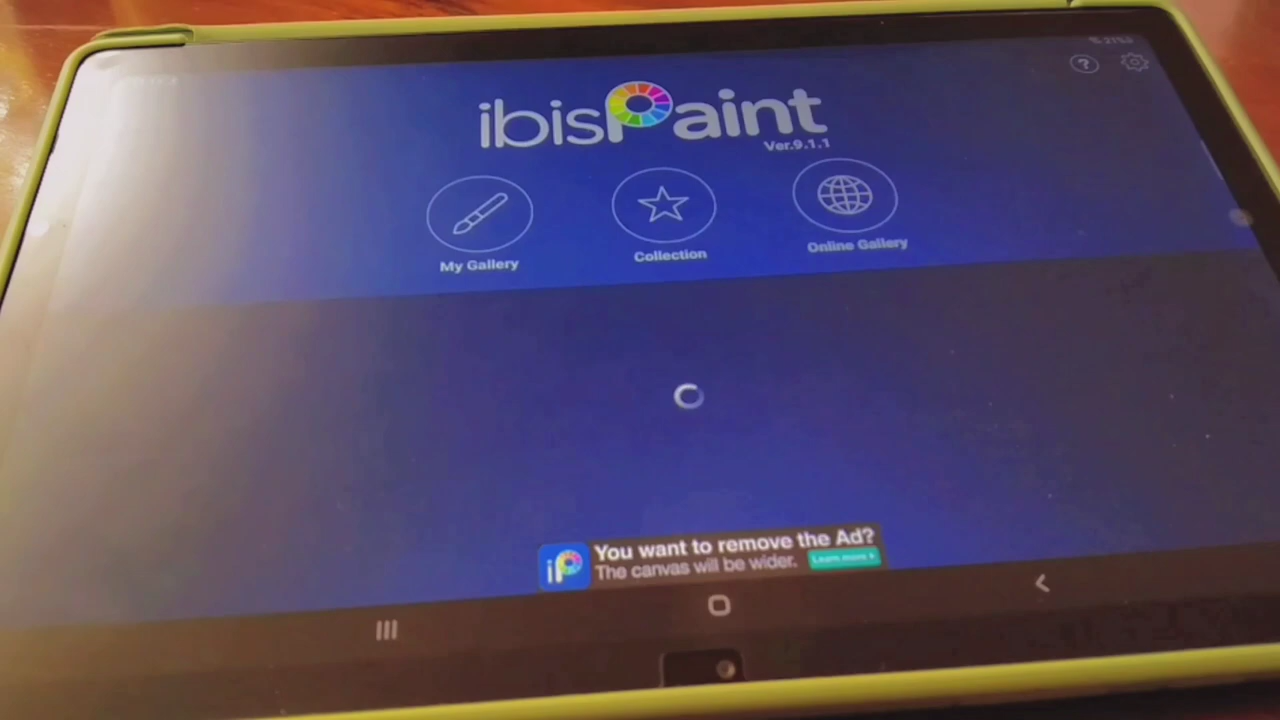 ibisPaint
Ver.9.1.1
My Gallery
Collection
Online Gallery
You want to remove the Ad?
The canvas will be wider.
Learn more